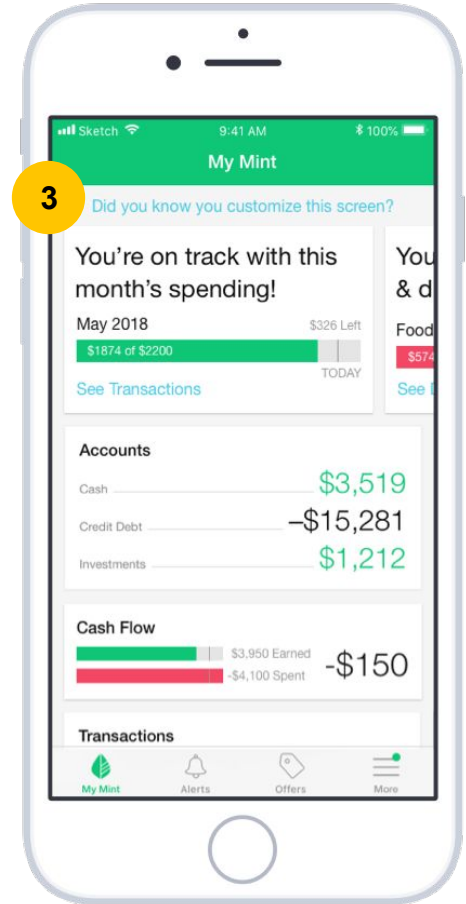 Sketch 9:41 AM 100%
My Mint
3
Did you know you customize this screen?
You're on track with this
month's spending!
May 2018 $326 Left
$1874 of $2200
TODAY
See Transactions
You
& d
Food
$574
See
Accounts
Cash $3,519
Credit Debt –$15,281
Investments $1,212
Cash Flow
$3,950 Earned
-$4,100 Spent
-$150
Transactions
My Mint Alerts Offers More